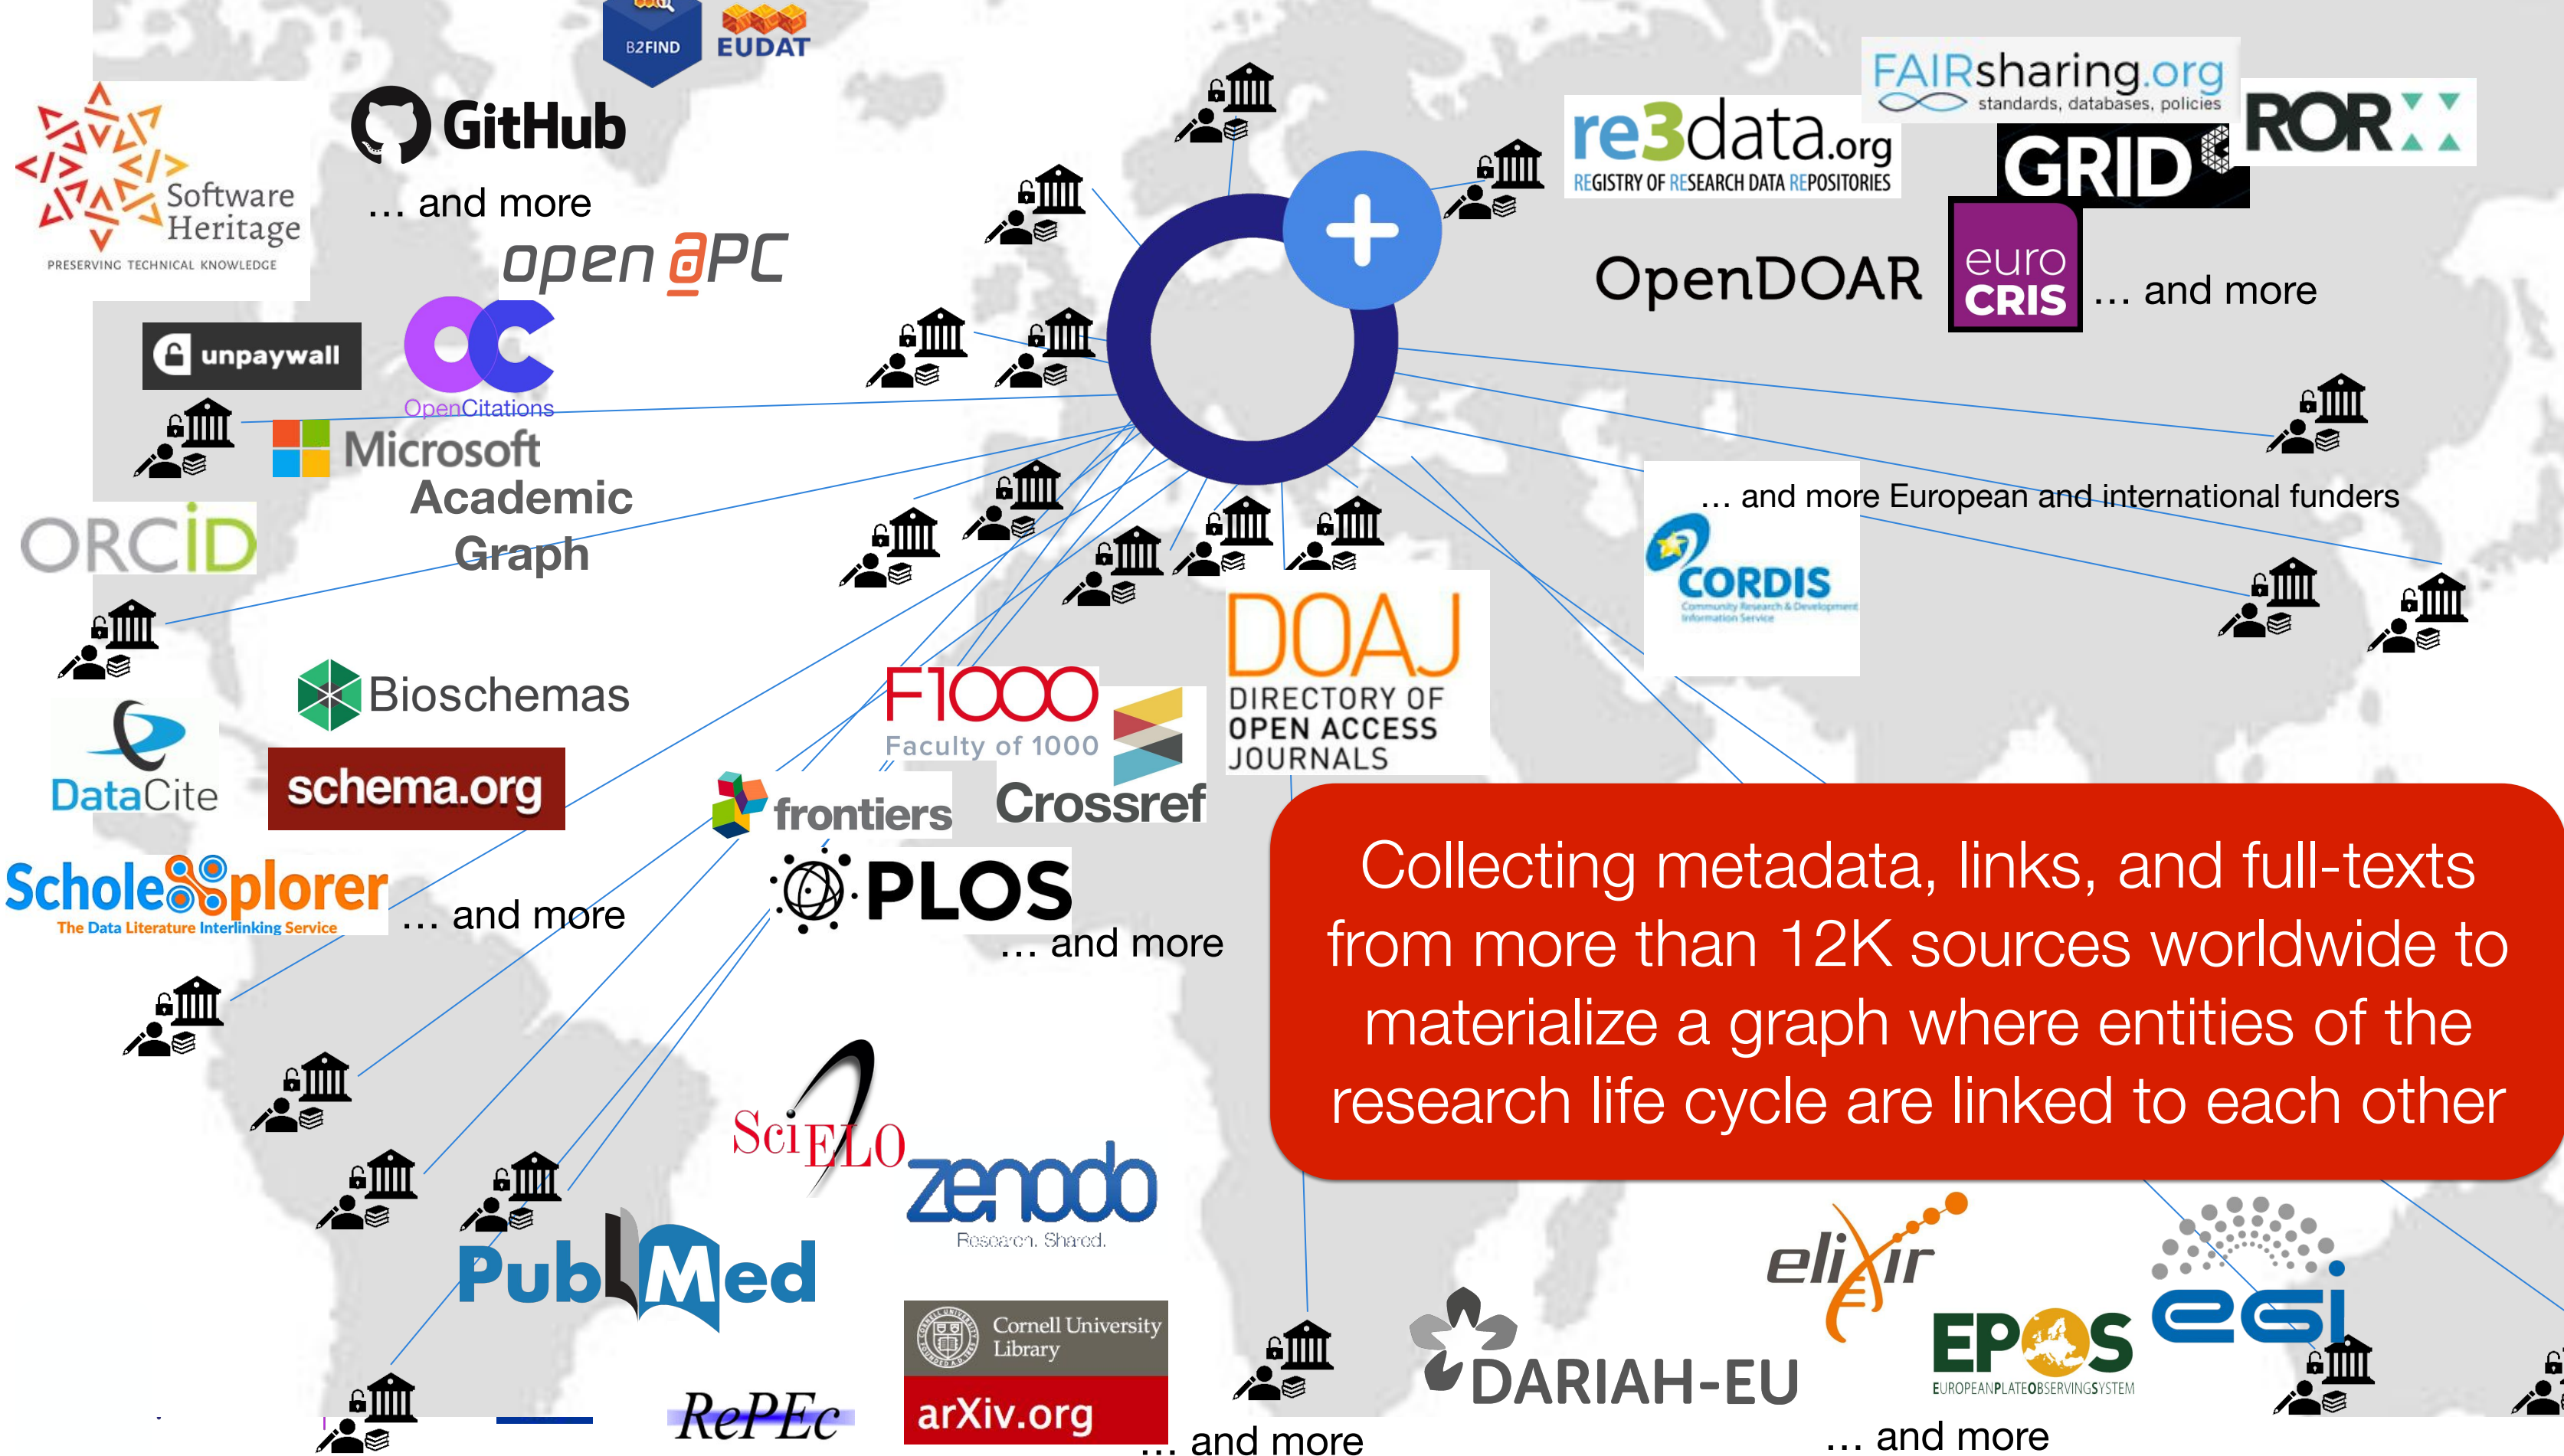 B2FIND
EUDAT
Software
Heritage
PRESERVING TECHNICAL KNOWLEDGE
GitHub
... and more
open aPC
unpaywall
OC
OpenCitations
Microsoft
Academic
Graph
ORCiD
FAIRsharing.org
standards, databases, policies
re3data.org
REGISTRY OF RESEARCH DATA REPOSITORIES
GRID
ROR
OpenDOAR
euro
CRIS
... and more
... and more European and international funders
CORDIS
Community Research & Development
Information Service
Bioschemas
DataCite
schema.org
ScholeXplorer
The Data Literature Interlinking Service
... and more
F1000
Faculty of 1000
Crossref
DOAJ
DIRECTORY OF
OPEN ACCESS
JOURNALS
frontiers
PLOS
... and more
Collecting metadata, links, and full-texts
from more than 12K sources worldwide to
materialize a graph where entities of the
research life cycle are linked to each other
SciELO
zenodo
Research. Shared.
PubMed
Cornell University
Library
arXiv.org
RePEc
... and more
DARIAH-EU
elixir
EPOS
EUROPEANPLATEOBSERVINGSYSTEM
egi
... and more